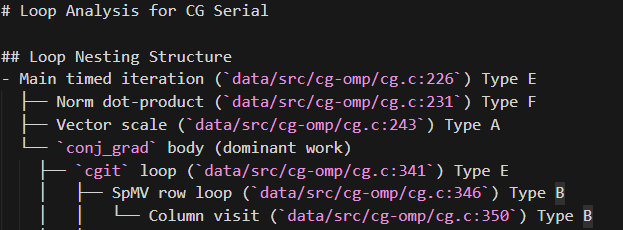 # Loop Analysis for CG Serial
## Loop Nesting Structure
- Main timed iteration (`data/src/cg-omp/cg.c:226`) Type E
├── Norm dot-product (`data/src/cg-omp/cg.c:231`) Type F
├── Vector scale (`data/src/cg-omp/cg.c:243`) Type A
└── `conj_grad` body (dominant work)
├── `cgit` loop (`data/src/cg-omp/cg.c:341`) Type E
│ ├── SpMV row loop (`data/src/cg-omp/cg.c:346`) Type B
│ │ └── Column visit (`data/src/cg-omp/cg.c:350`) Type B